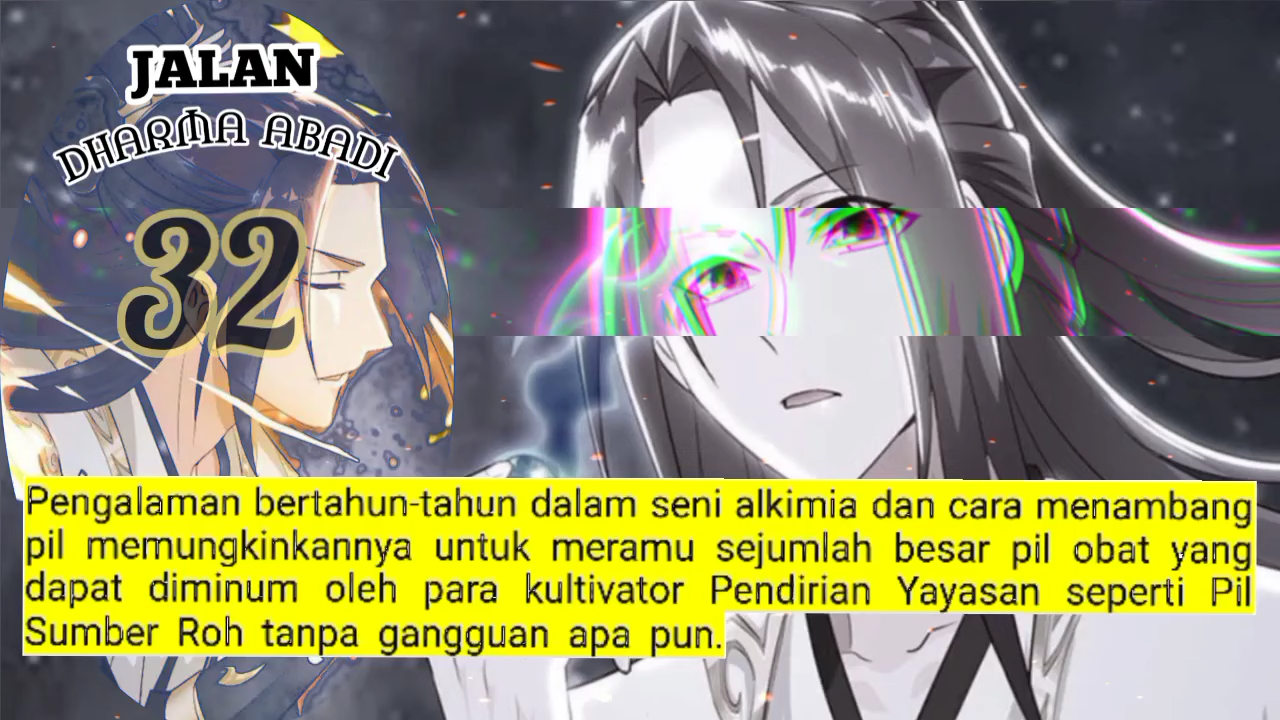 JALAN
DHARMA ABADI
32
Pengalaman bertahun-tahun dalam seni alkimia dan cara menambang
pil memungkinkannya untuk meramu sejumlah besar pil obat yang
dapat diminum oleh para kultivator Pendirian Yayasan seperti Pil
Sumber Roh tanpa gangguan apa pun.